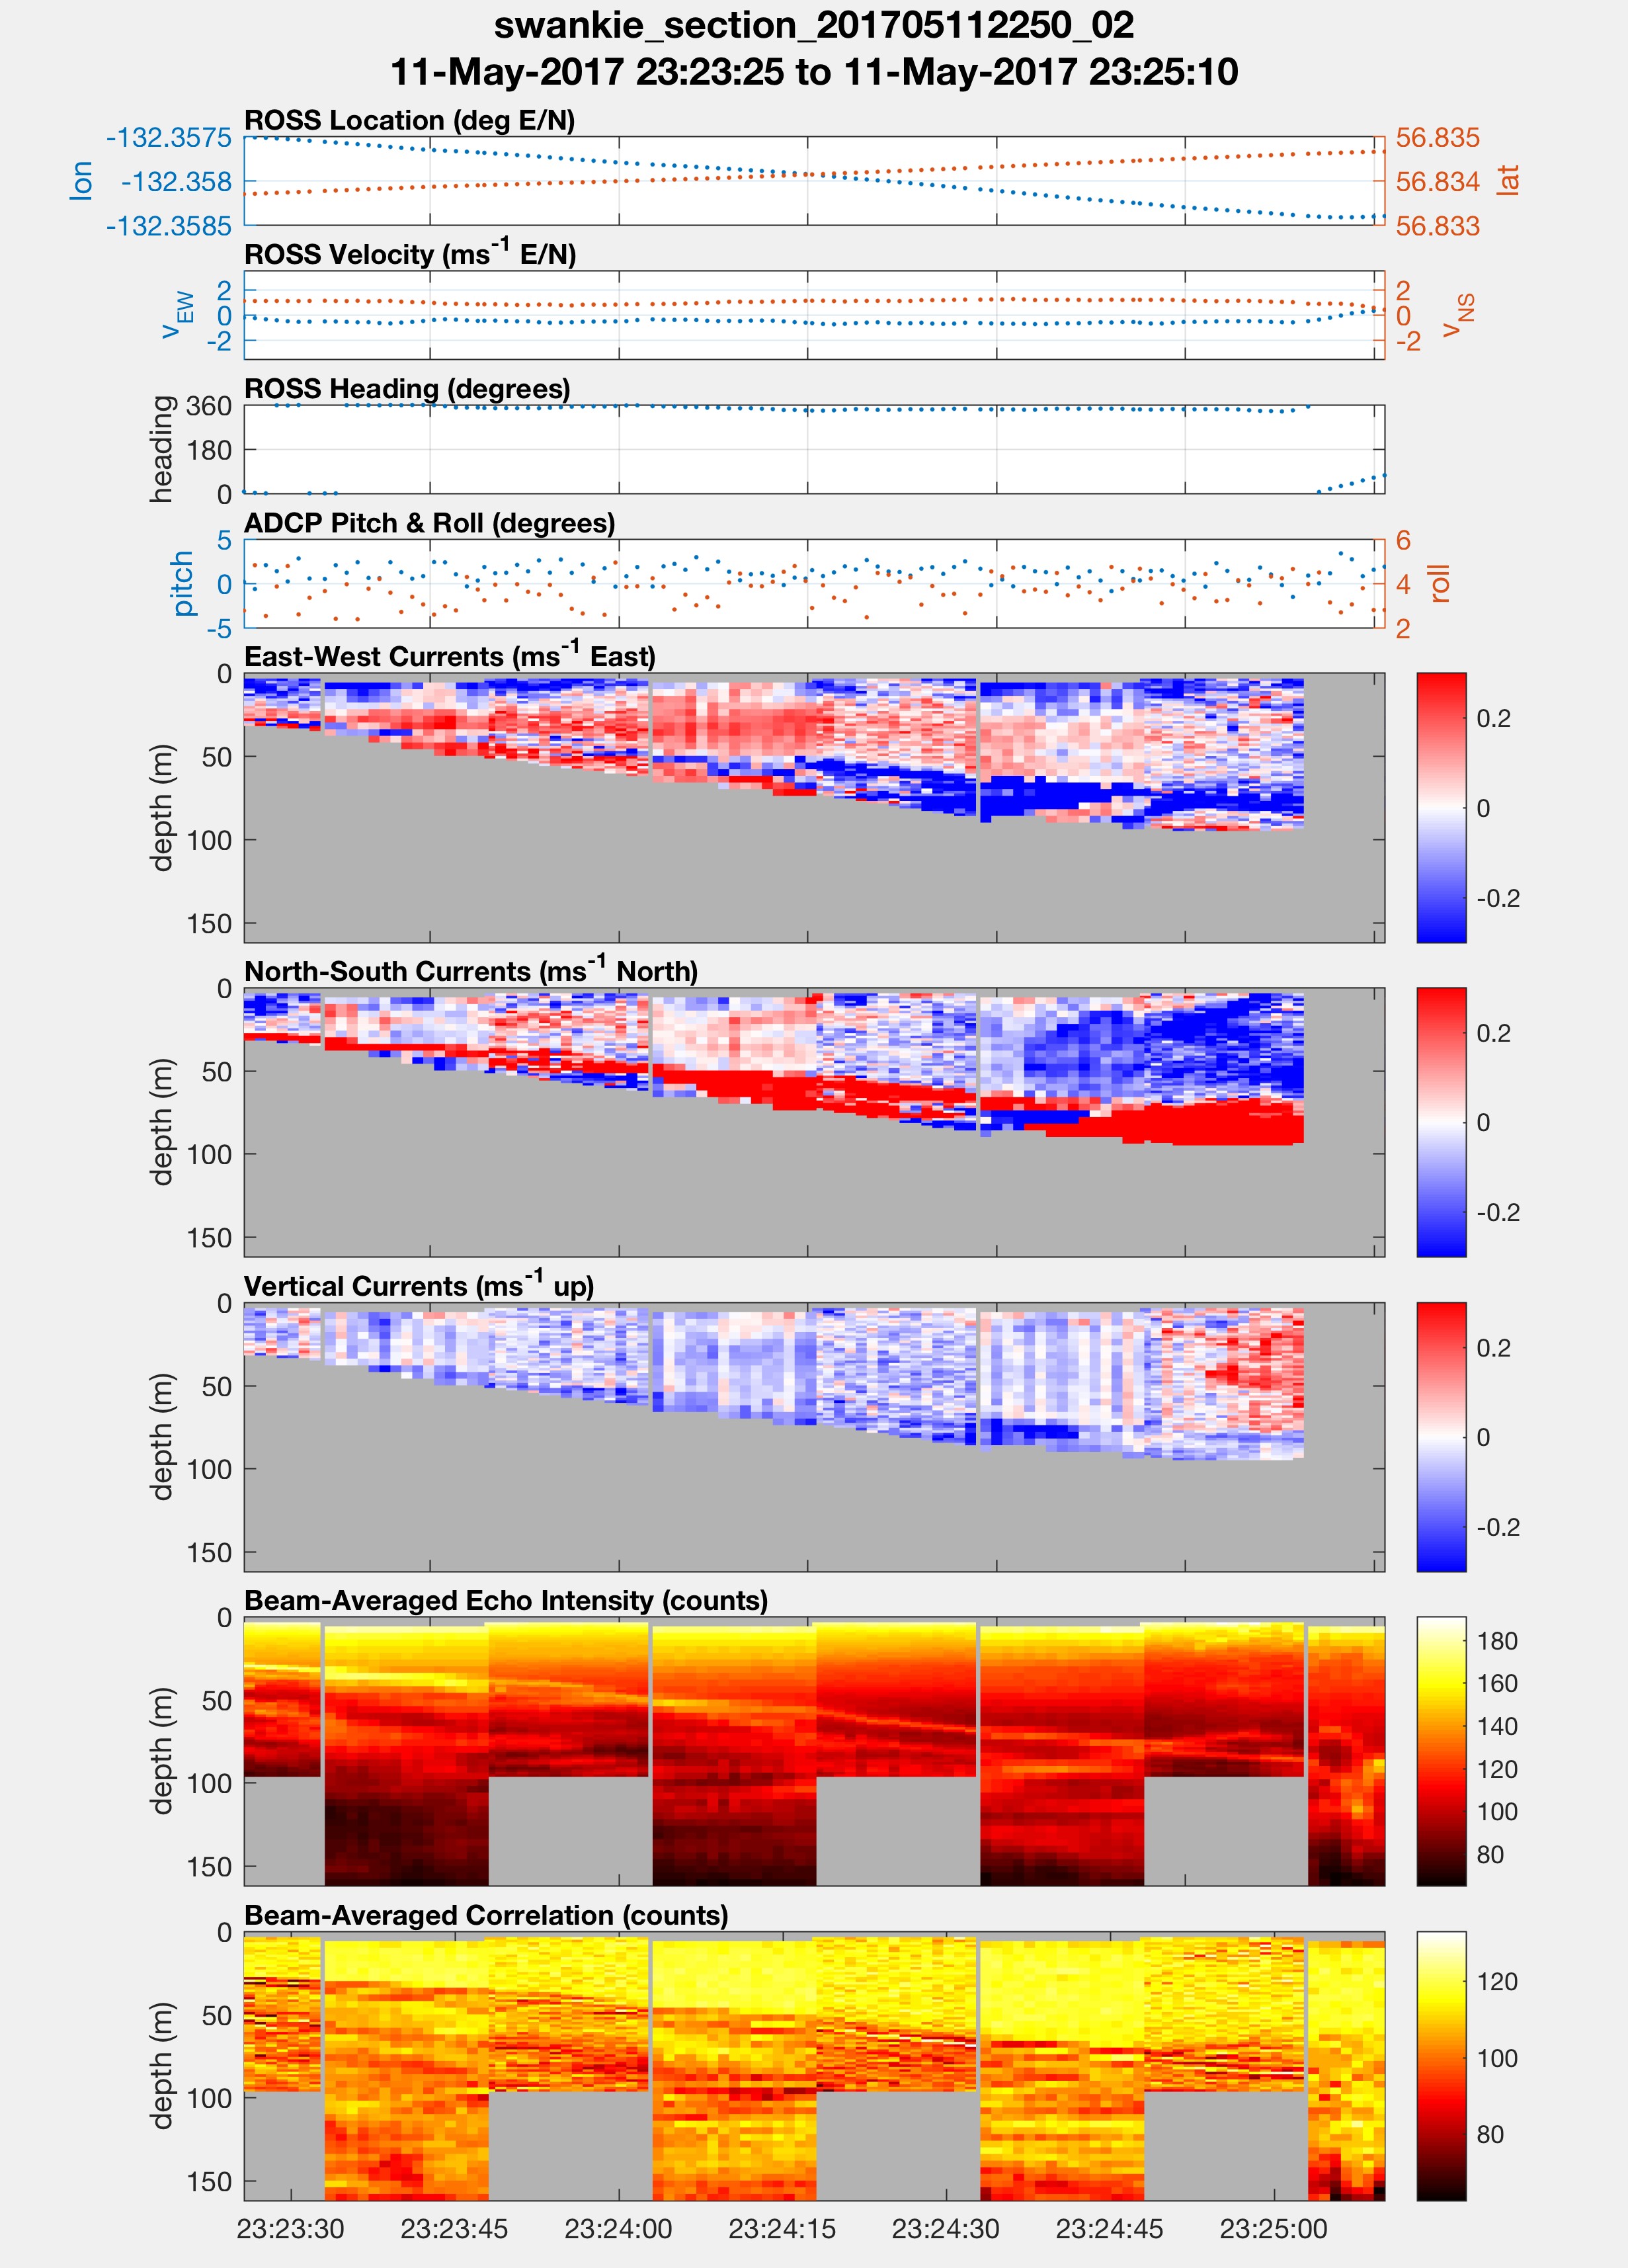 swankie_section_201705112250_02
11-May-2017 23:23:25 to 11-May-2017 23:25:10
ROSS Location (deg E/N)
-132.3575
-132.358
-132.3585
lon
56.835
56.834
56.833
lat
ROSS Velocity (ms-1 E/N)
2
0
-2
vEW
2
0
-2
vNS
ROSS Heading (degrees)
360
180
0
heading
ADCP Pitch & Roll (degrees)
5
0
-5
pitch
6
4
2
roll
East-West Currents (ms-1 East)
0
50
100
150
depth (m)
0.2
0
-0.2
North-South Currents (ms-1 North)
0
50
100
150
depth (m)
0.2
0
-0.2
Vertical Currents (ms-1 up)
0
50
100
150
depth (m)
0.2
0
-0.2
Beam-Averaged Echo Intensity (counts)
0
50
100
150
depth (m)
180
160
140
120
100
80
Beam-Averaged Correlation (counts)
0
50
100
150
depth (m)
120
100
80
23:23:30 23:23:45 23:24:00 23:24:15 23:24:30 23:24:45 23:25:00